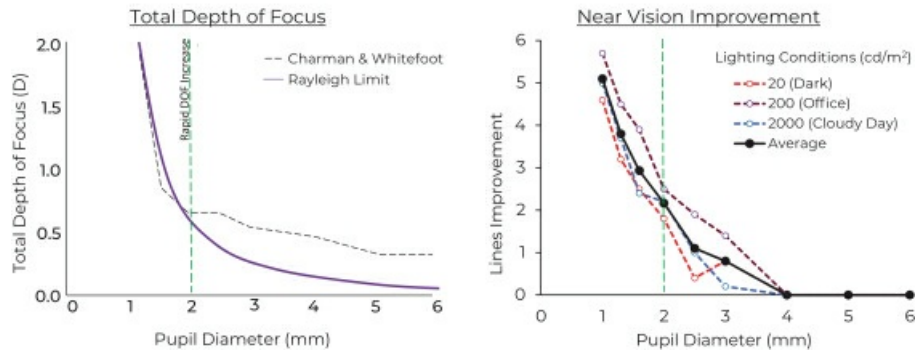 Total Depth of Focus
Total Depth of Focus (D)
2.0
1.5
1.0
0.5
0.0
Rapid DOF Increase
Charman & Whitefoot
Rayleigh Limit
0 1 2 3 4 5 6
Pupil Diameter (mm)
Near Vision Improvement
Lines Improvement
6
5
4
3
2
1
0
Lighting Conditions (cd/m²)
20 (Dark)
200 (Office)
2000 (Cloudy Day)
Average
0 1 2 3 4 5 6
Pupil Diameter (mm)